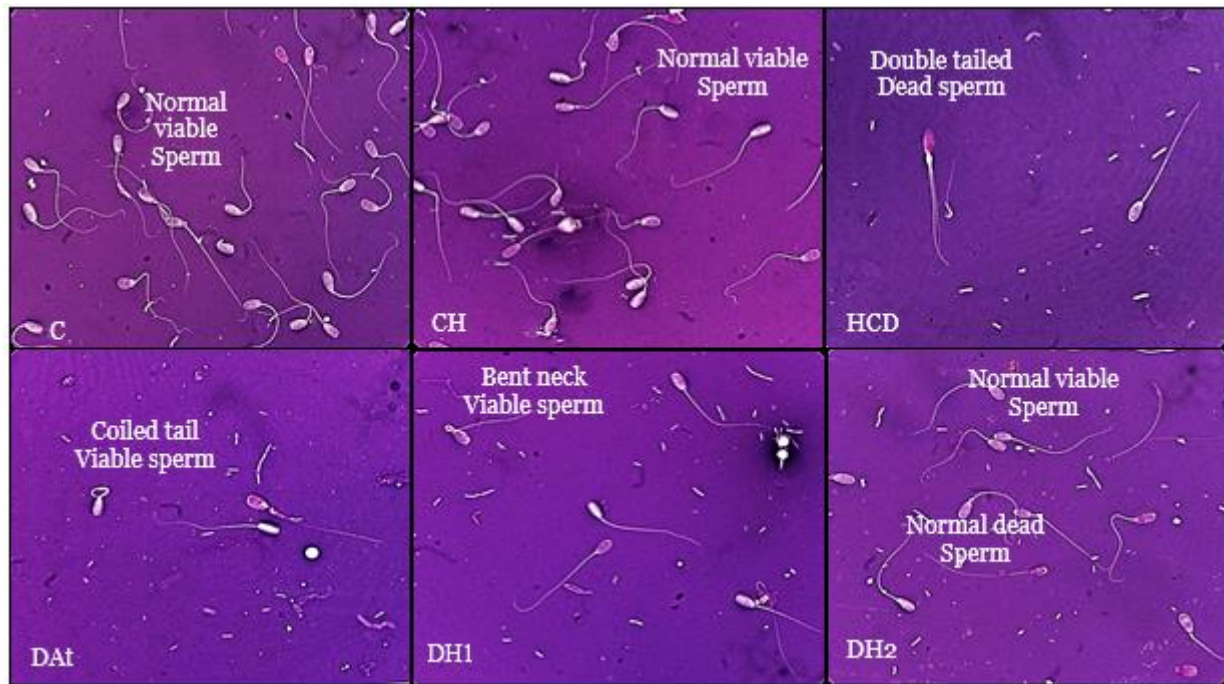 Normal
viable
Sperm
C
Normal viable
Sperm
CH
Double tailed
Dead sperm
HCD
Coiled tail
Viable sperm
DAt
Bent neck
Viable sperm
DH1
Normal viable
Sperm
Normal dead
Sperm
DH2